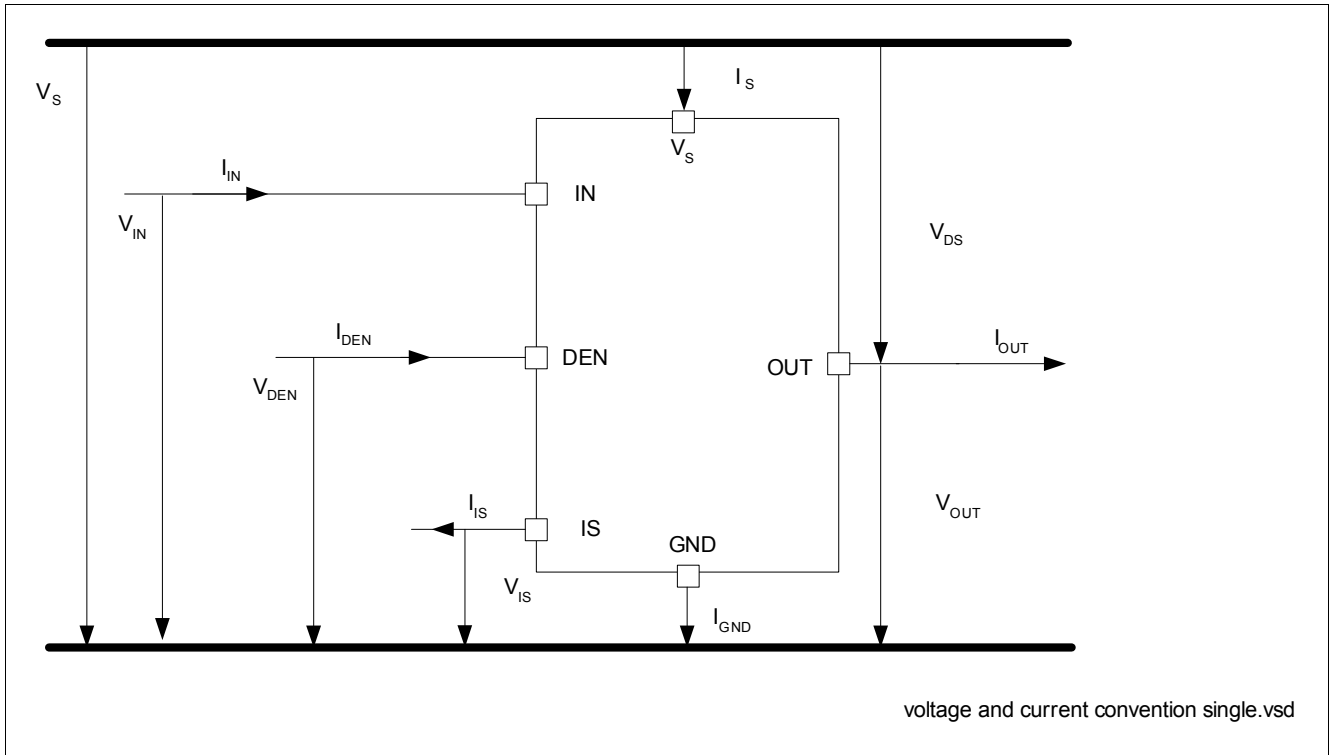 V_S
I_S
V_S
I_IN
IN
V_IN
V_DS
I_DEN
DEN
V_DEN
OUT
I_OUT
I_IS
IS
V_OUT
GND
V_IS
I_GND
voltage and current convention single.vsd